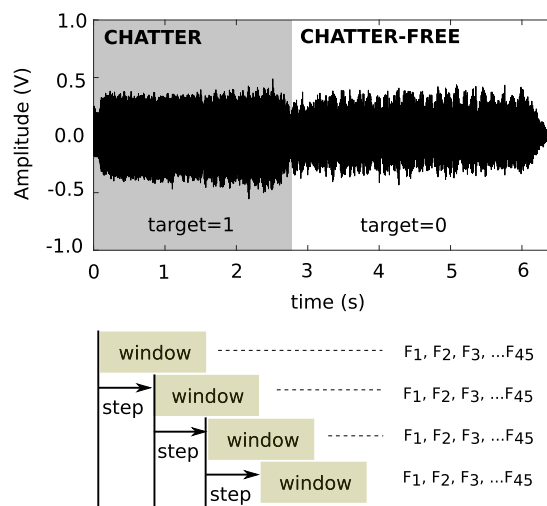 1.0
CHATTER CHATTER-FREE
0.5
Amplitude (V)
0.0
-0.5
target=1 target=0
-1.0
0 1 2 3 4 5 6
time (s)
window F1, F2, F3, ...F45
step window F1, F2, F3, ...F45
step window F1, F2, F3, ...F45
step window F1, F2, F3, ...F45